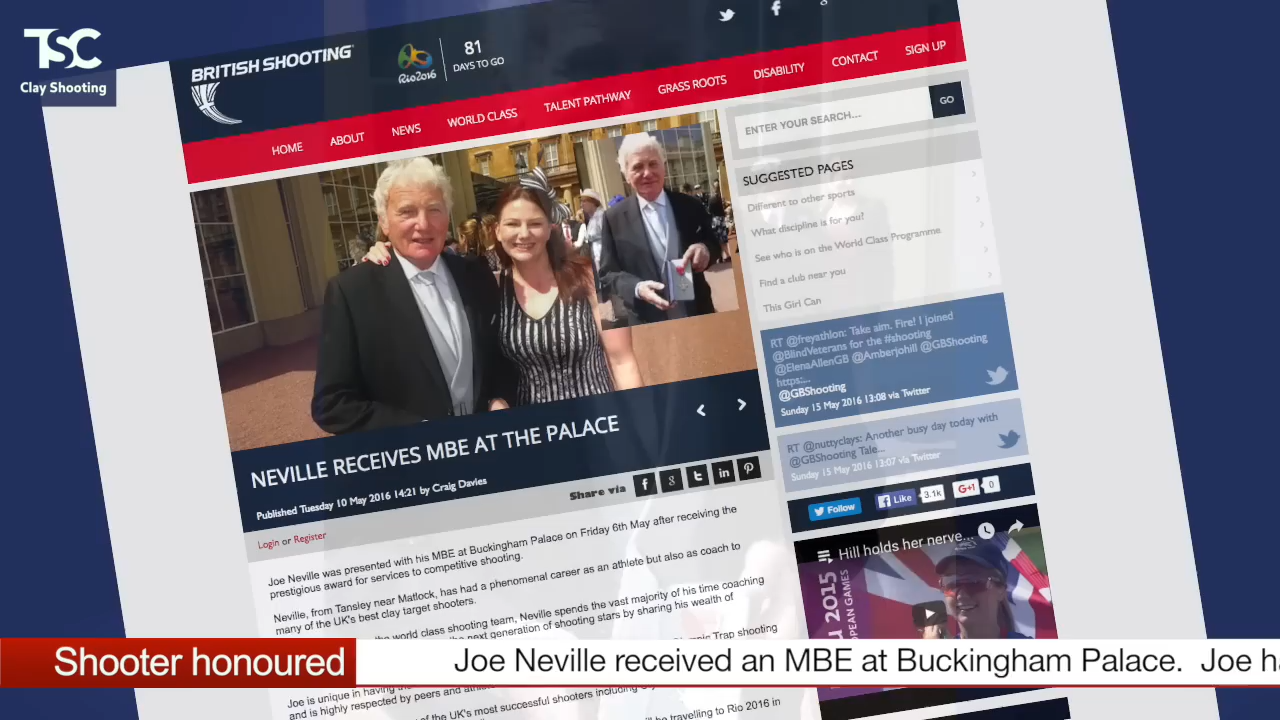 TSC
Clay Shooting
BRITISH SHOOTING
Rio2016
81
DAYS TO GO
HOME
ABOUT
NEWS
WORLD CLASS
TALENT PATHWAY
GRASS ROOTS
DISABILITY
CONTACT
SIGN UP
ENTER YOUR SEARCH...
GO
SUGGESTED PAGES
Different to other sports
What discipline is for you?
See who is on the World Class Programme
Find a club near you
This Girl Can
RT @freyathlon: Take aim. Fire! I joined
@BlindVeterans for the #shooting
@ElenaAllenGB @Amberjohill @GBShooting
https:...
@GBShooting
Sunday 15 May 2016 13:08 via Twitter
RT @nuttyclays: Another busy day today with
@GBShooting Tale...
Sunday 15 May 2016 13:07 via Twitter
Follow
Like
3.1k
G+1
0
Hill holds her nerve...
2015
NEVILLE RECEIVES MBE AT THE PALACE
Published Tuesday 10 May 2016 14:21 by Craig Davies
Share via
Login or Register
Joe Neville was presented with his MBE at Buckingham Palace on Friday 6th May after receiving the
prestigious award for services to competitive shooting.
Neville, from Tansley near Matlock, has had a phenomenal career as an athlete but also as coach to
many of the UK's best clay target shooters.
the world class shooting team, Neville spends the vast majority of his time coaching
next generation of shooting stars by sharing his wealth of
Trap shooting
Joe is unique in having
and is highly respected by peers and
of the UK's most successful shooters including
be travelling to Rio 2016 in
Shooter honoured
Joe Neville received an MBE at Buckingham Palace. Joe